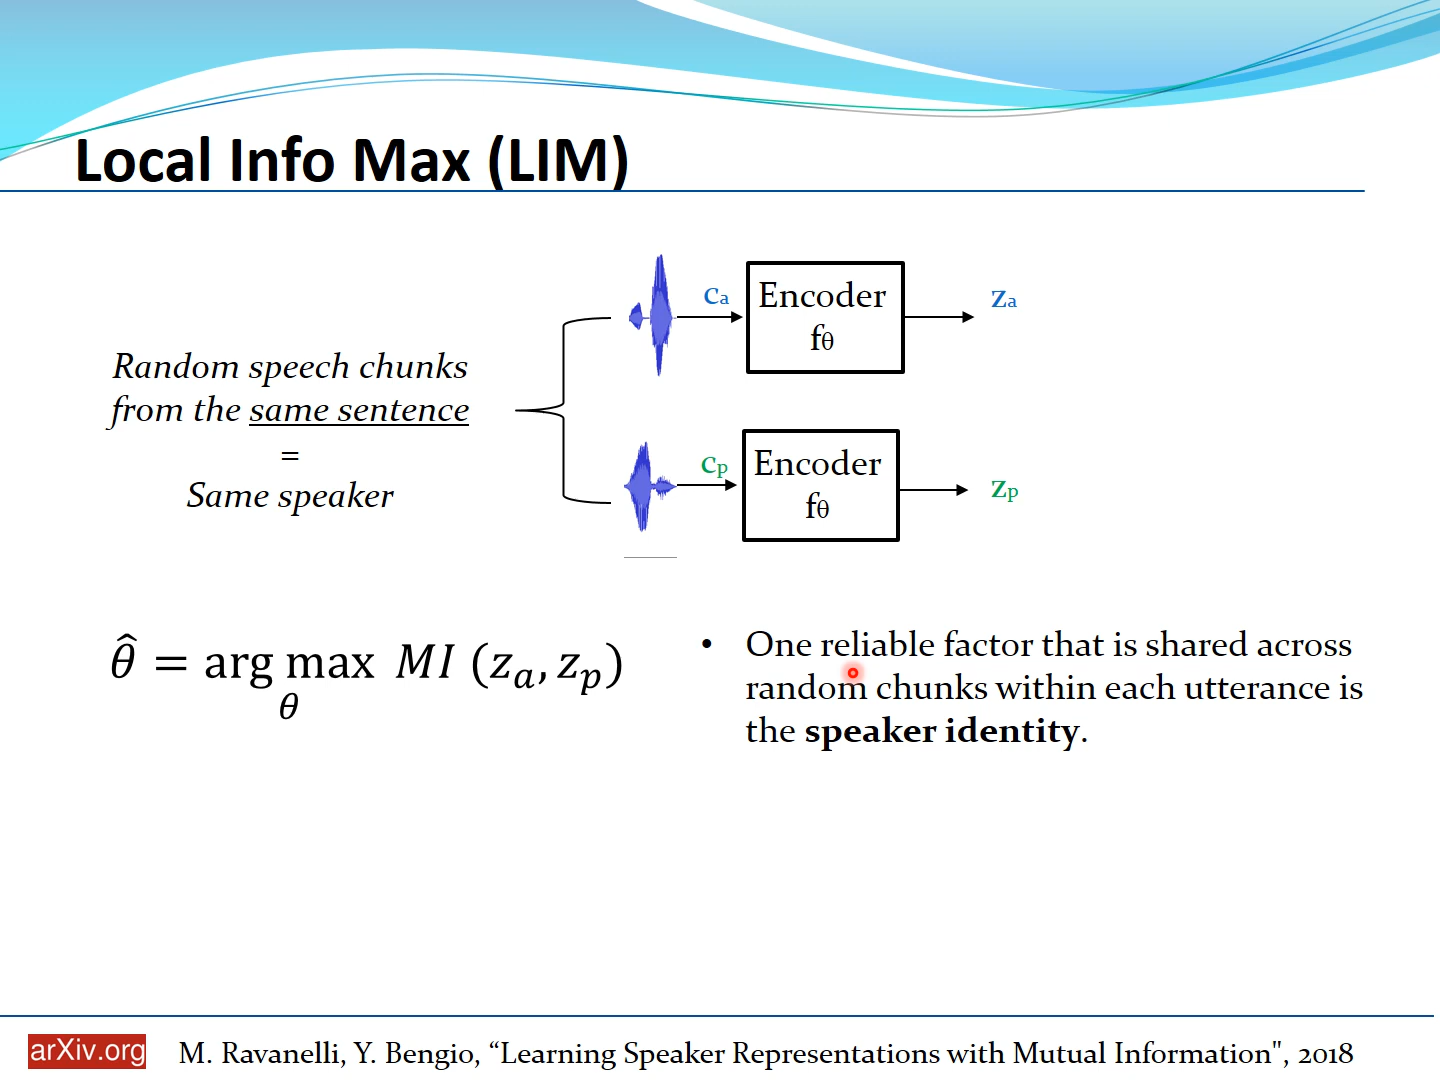 Local Info Max (LIM)
Random speech chunks
from the same sentence
=
Same speaker
cₐ
Encoder
fθ
zₐ
cₚ
Encoder
fθ
zₚ
θ̂ = arg max MI (zₐ, zₚ)
θ
• One reliable factor that is shared across
random chunks within each utterance is
the speaker identity.
arXiv.org
M. Ravanelli, Y. Bengio, “Learning Speaker Representations with Mutual Information", 2018